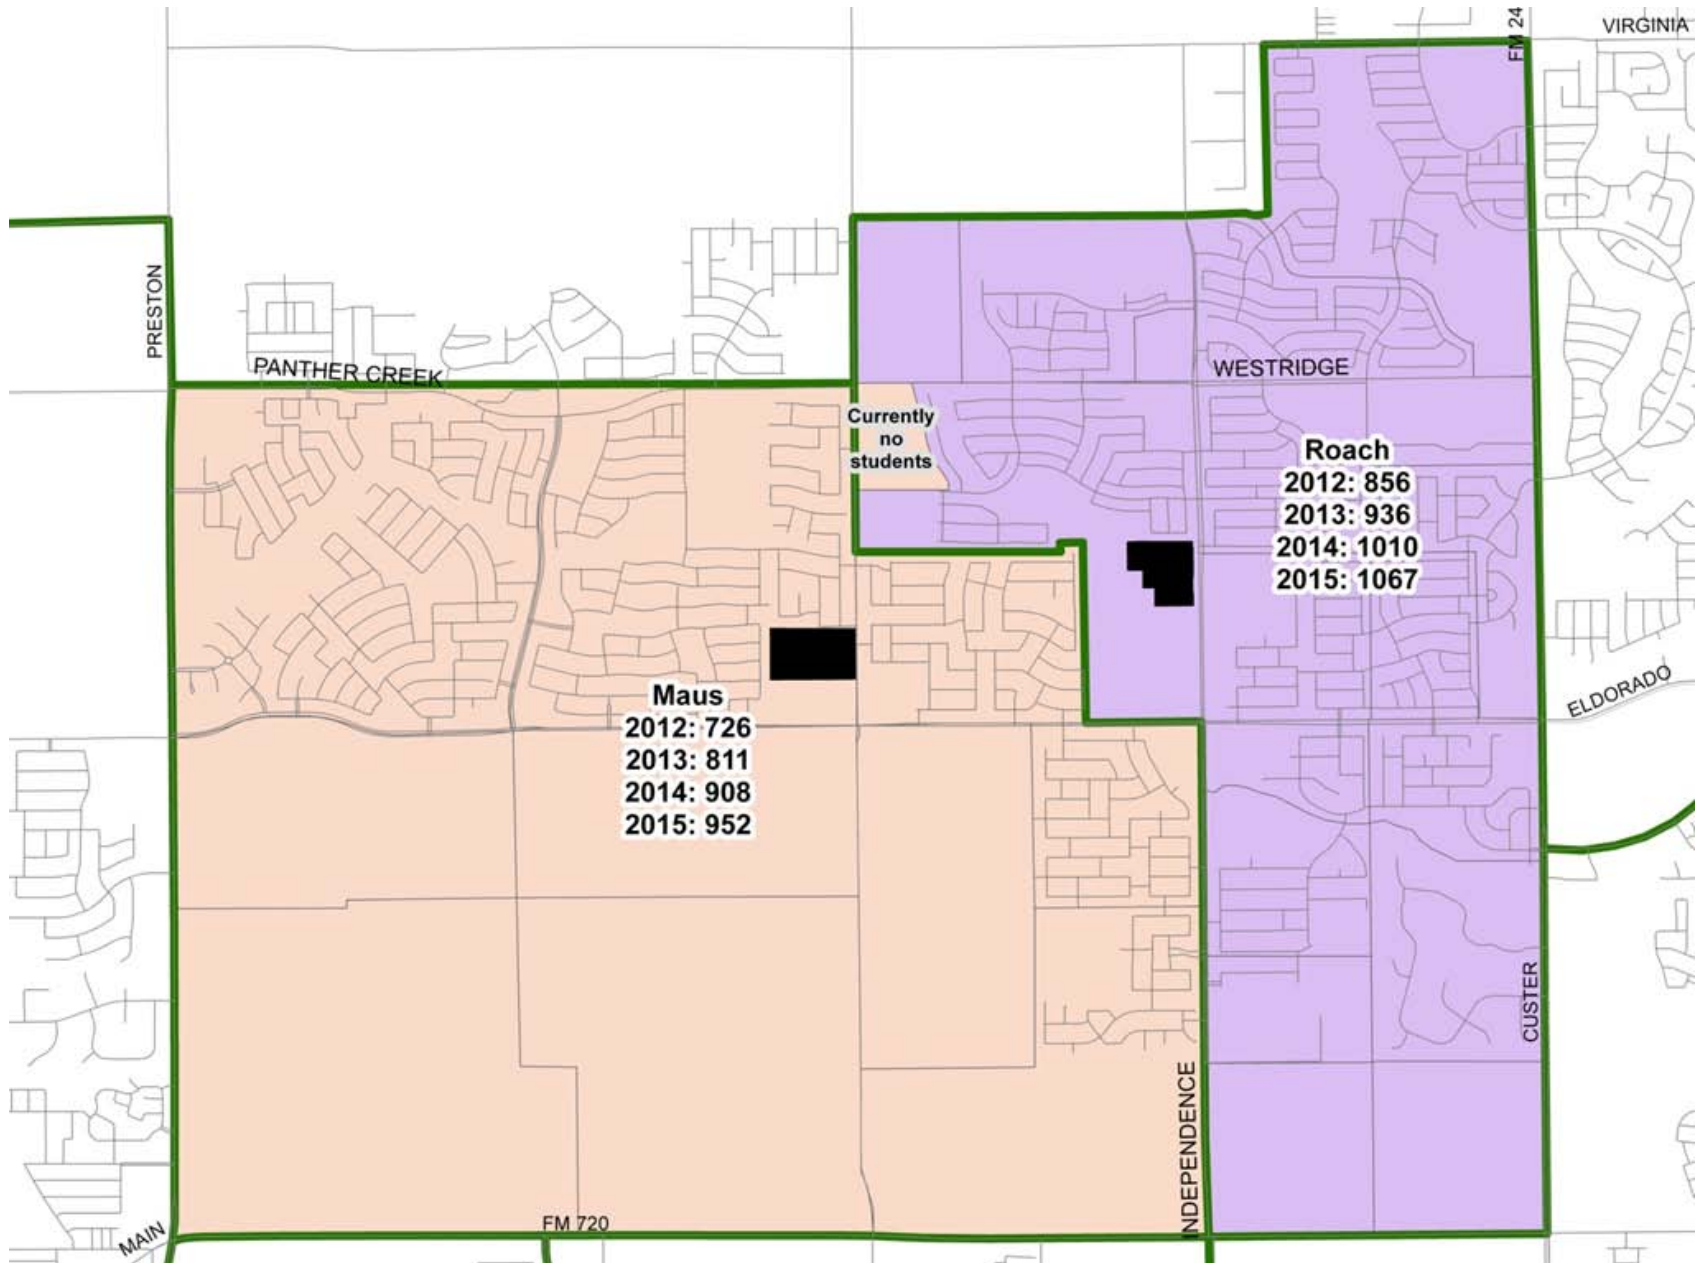 VIRGINIA
FM 24
PRESTON
PANTHER CREEK
WESTRIDGE
Currently
no
students
Roach
2012: 856
2013: 936
2014: 1010
2015: 1067
Maus
2012: 726
2013: 811
2014: 908
2015: 952
ELDORADO
CUSTER
INDEPENDENCE
FM 720
MAIN